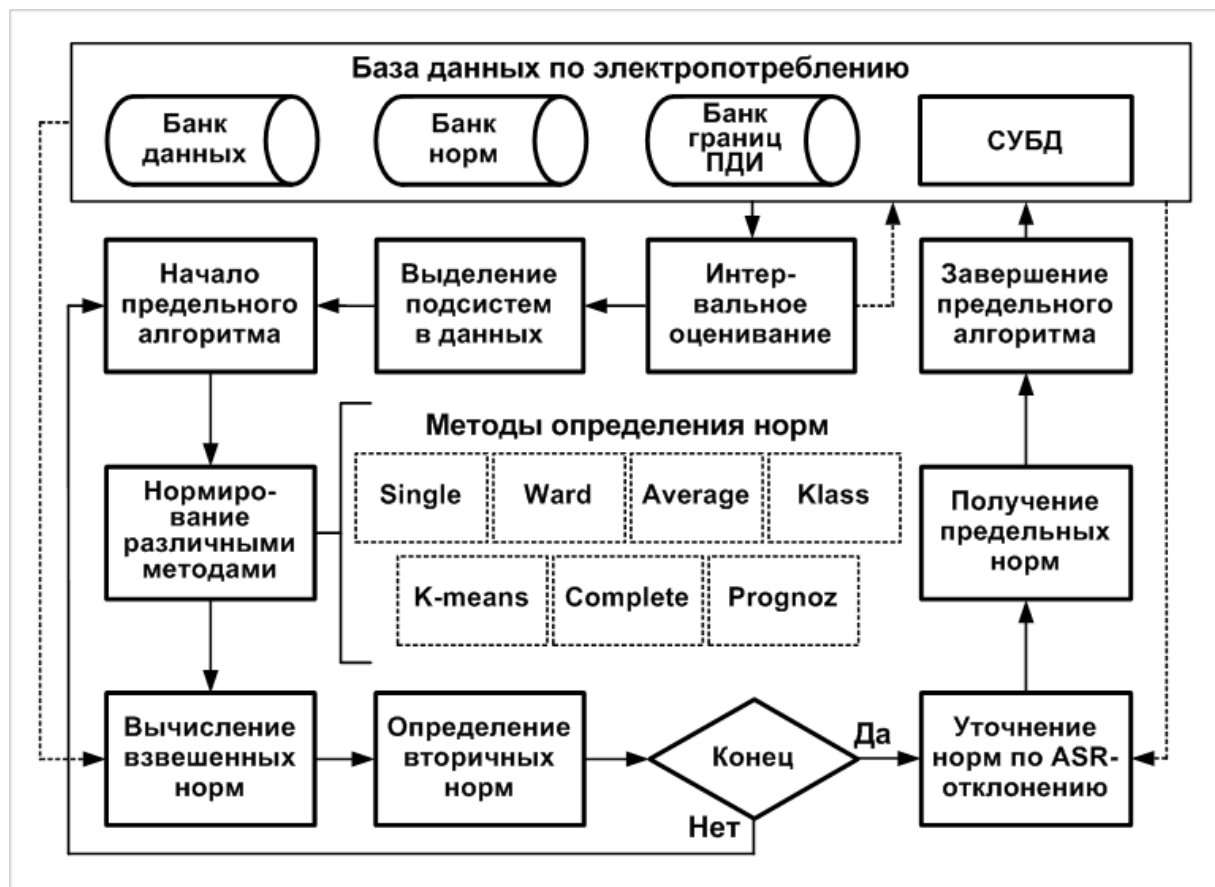 База данных по электропотреблению
Банк
данных
Банк
норм
Банк
границ
ПДИ
СУБД
Начало
предельного
алгоритма
Выделение
подсистем
в данных
Интер-
вальное
оценивание
Завершение
предельного
алгоритма
Методы определения норм
Нормиро-
вание
различными
методами
Single
Ward
Average
Klass
K-means
Complete
Prognoz
Получение
предельных
норм
Вычисление
взвешенных
норм
Определение
вторичных
норм
Конец
Да
Нет
Уточнение
норм по ASR-
отклонению